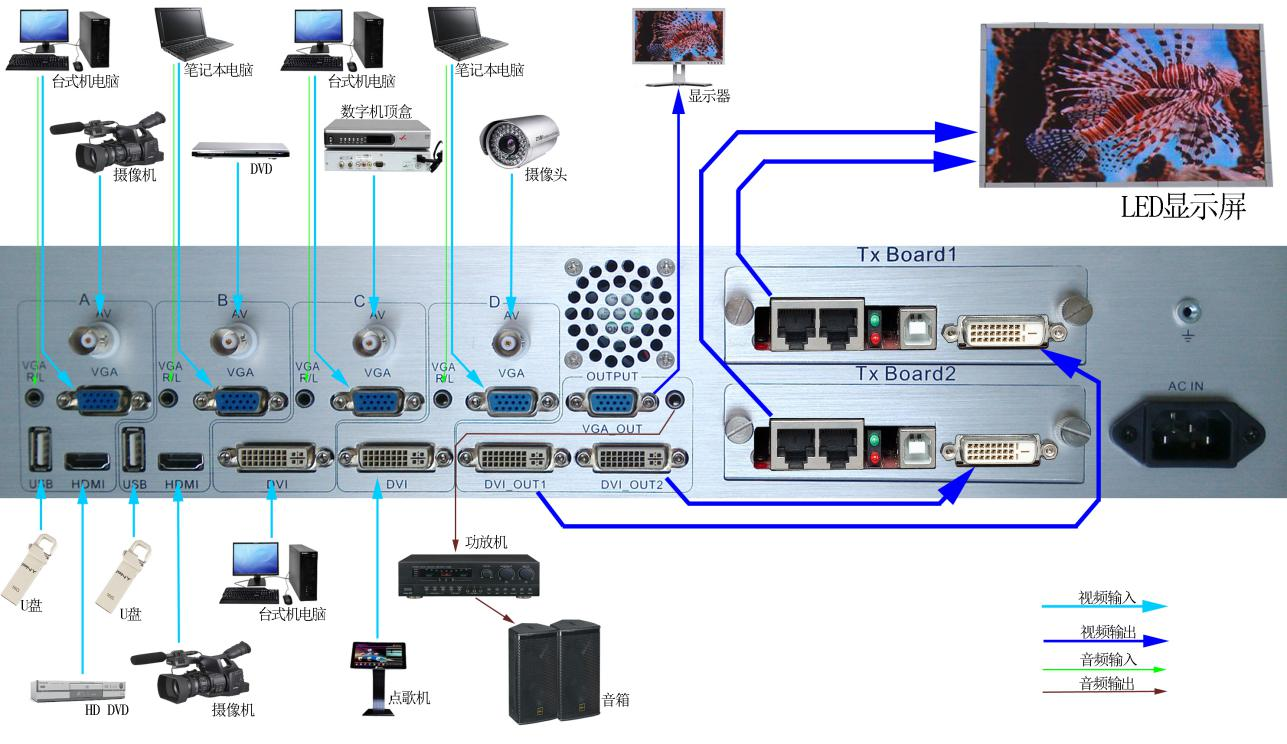 台式机电脑
笔记本电脑
台式机电脑
笔记本电脑
显示器
数字机顶盒
摄像机
DVD
摄像头
LED显示屏
Tx Board1
A
B
C
D
AV
AV
AV
AV
VGA
R/L
VGA
VGA
R/L
VGA
VGA
R/L
VGA
VGA
R/L
VGA
OUTPUT
Tx Board2
AC IN
VGA_OUT
USB
HDMI
USB
HDMI
DVI
DVI
DVI_OUT1
DVI_OUT2
功放机
U盘
U盘
台式机电脑
HD DVD
摄像机
点歌机
音箱
视频输入
视频输出
音频输入
音频输出